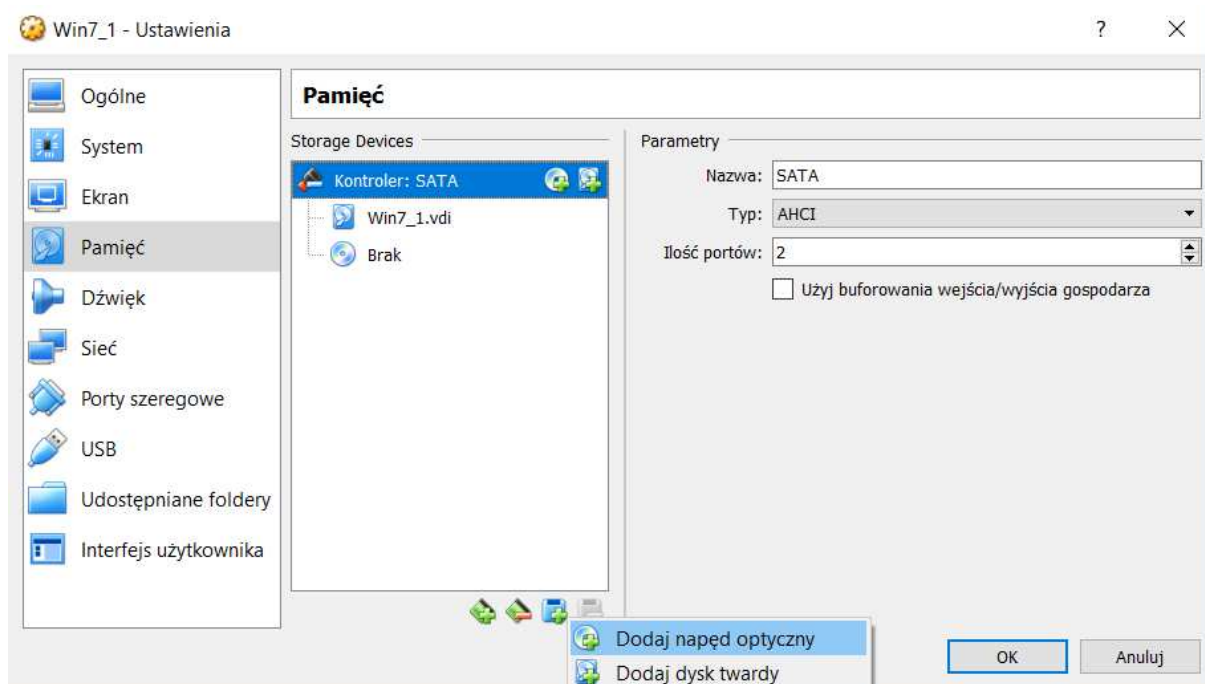 Win7_1 - Ustawienia
?
Ogólne
System
Ekran
Pamięć
Dźwięk
Sieć
Porty szeregowe
USB
Udostępniane foldery
Interfejs użytkownika
Pamięć
Storage Devices
Kontroler: SATA
Win7_1.vdi
Brak
Parametry
Nazwa: SATA
Typ: AHCI
Ilość portów: 2
Użyj buforowania wejścia/wyjścia gospodarza
Dodaj napęd optyczny
Dodaj dysk twardy
OK
Anuluj